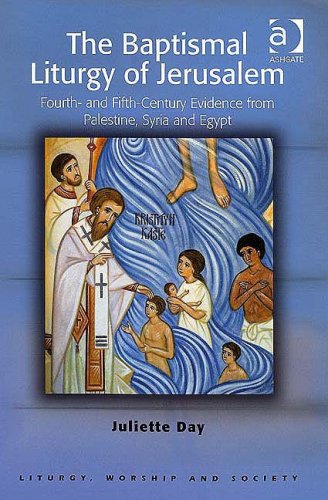 The Baptismal
Liturgy of Jerusalem
ASHGATE
Fourth- and Fifth-Century Evidence from
Palestine, Syria and Egypt
Juliette Day
LITURGY, WORSHIP AND SOCIETY